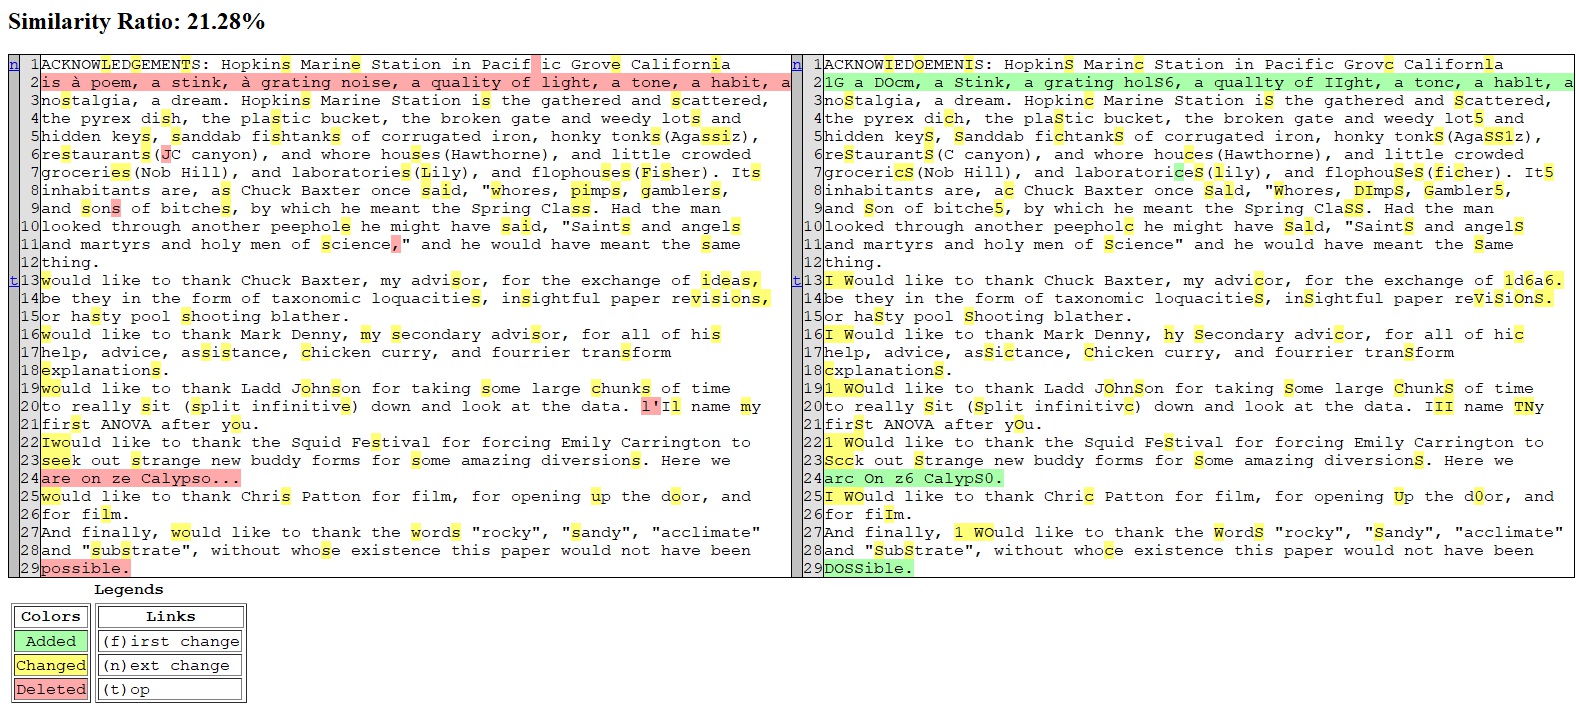 Similarity Ratio: 21.28%
n 1 ACKNOWLEDGEMENTS: Hopkins Marine Station in Pacif ic Grove California n 1 ACKNOWIEDOEMENIS: HopkinS Marinc Station in Pacific Grovc Californla
2 is à poem, a stink, à grating noise, a quality of light, a tone, a habit, a 2 1G a DOcm, a Stink, a grating holS6, a quallty of IIght, a tonc, a hablt, a
3 nostalgia, a dream. Hopkins Marine Station is the gathered and scattered, 3 noStalgia, a dream. Hopkinc Marine Station iS the gathered and Scattered,
4 the pyrex dish, the plastic bucket, the broken gate and weedy lots and 4 the pyrex dich, the plaStic bucket, the broken gate and weedy lot5 and
5 hidden keys, sanddab fishtanks of corrugated iron, honky tonks(Agassiz), 5 hidden keyS, Sanddab fichtankS of corrugated iron, honky tonkS(AgaSS1z),
6 restaurants(JC canyon), and whore houses(Hawthorne), and little crowded 6 reStaurantS(C canyon), and whore houces(Hawthorne), and little crowded
7 groceries(Nob Hill), and laboratories(Lily), and flophouses(Fisher). Its 7 grocericS(Nob Hill), and laboratoriceS(lily), and flophouSeS(ficher). It5
8 inhabitants are, as Chuck Baxter once said, "whores, pimps, gamblers, 8 inhabitants are, ac Chuck Baxter once Sald, "Whores, DImpS, Gambler5,
9 and sons of bitches, by which he meant the Spring Class. Had the man 9 and Son of bitche5, by which he meant the Spring ClaSS. Had the man
10 looked through another peephole he might have said, "Saints and angels 10 looked through another peepholc he might have Sald, "SaintS and angelS
11 and martyrs and holy men of science," and he would have meant the same 11 and martyrs and holy men of Science" and he would have meant the Same
12 thing. 12 thing.
t 13 would like to thank Chuck Baxter, my advisor, for the exchange of ideas, t 13 I Would like to thank Chuck Baxter, my advicor, for the exchange of 1d6a6.
14 be they in the form of taxonomic loquacities, insightful paper revisions, 14 be they in the form of taxonomic loquacitieS, inSightful paper reViSiOnS.
15 or hasty pool shooting blather. 15 or haSty pool Shooting blather.
16 would like to thank Mark Denny, my secondary advisor, for all of his 16 I Would like to thank Mark Denny, hy Secondary advicor, for all of hic
17 help, advice, assistance, chicken curry, and fourrier transform 17 help, advice, asSictance, Chicken curry, and fourrier tranSform
18 explanations. 18 cxplanationS.
19 would like to thank Ladd Johnson for taking some large chunks of time 19 1 WOuld like to thank Ladd JOhnSon for taking Some large ChunkS of time
20 to really sit (split infinitive) down and look at the data. l'Il name my 20 to really Sit (Split infinitivc) down and look at the data. III name TNy
21 first ANOVA after you. 21 firSt ANOVA after yOu.
22 Iwould like to thank the Squid Festival for forcing Emily Carrington to 22 1 WOuld like to thank the Squid FeStival for forcing Emily Carrington to
23 seek out strange new buddy forms for some amazing diversions. Here we 23 Scck out Strange new buddy forms for Some amazing diversionS. Here we
24 are on ze Calypso... 24 arc On z6 CalypS0.
25 would like to thank Chris Patton for film, for opening up the door, and 25 I WOuld like to thank Chric Patton for film, for opening Up the d0or, and
26 for film. 26 for fiIm.
27 And finally, would like to thank the words "rocky", "sandy", "acclimate" 27 And finally, 1 WOuld like to thank the WordS "rocky", "Sandy", "acclimate"
28 and "substrate", without whose existence this paper would not have been 28 and "SubStrate", without whoce existence this paper would not have been
29 possible. 29 DOSSible.
Legends
Colors Links
Added (f)irst change
Changed (n)ext change
Deleted (t)op